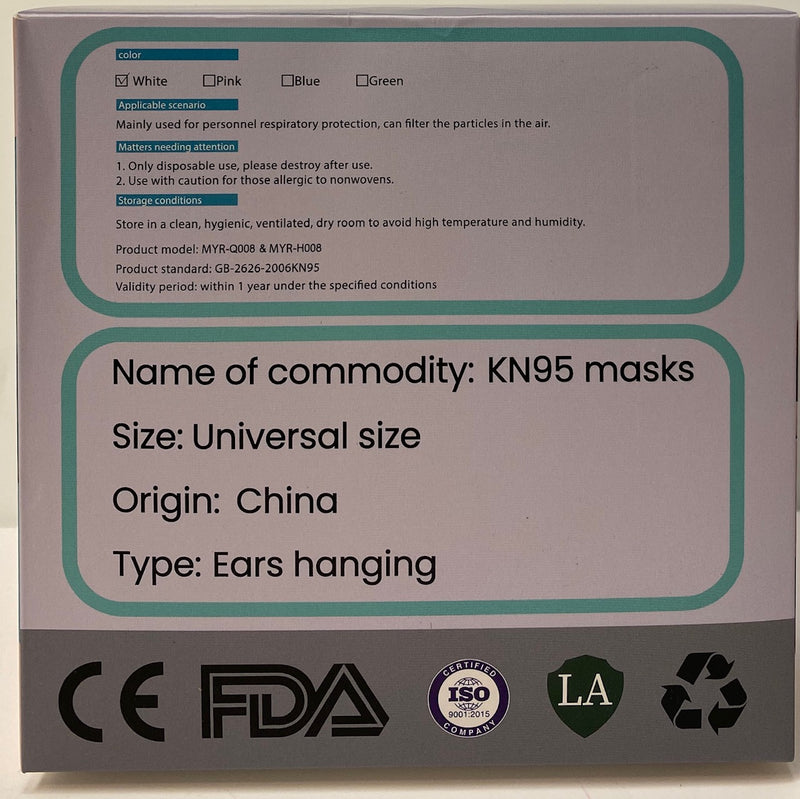 color
☑ White ☐ Pink ☐ Blue ☐ Green
Applicable scenario
Mainly used for personnel respiratory protection, can filter the particles in the air.
Matters needing attention
1. Only disposable use, please destroy after use.
2. Use with caution for those allergic to nonwovens.
Storage conditions
Store in a clean, hygienic, ventilated, dry room to avoid high temperature and humidity.
Product model: MYR-Q008 & MYR-H008
Product standard: GB-2626-2006KN95
Validity period: within 1 year under the specified conditions
Name of commodity: KN95 masks
Size: Universal size
Origin: China
Type: Ears hanging
CE FDA
CERTIFIED
ISO
9001:2015
COMPANY
LA